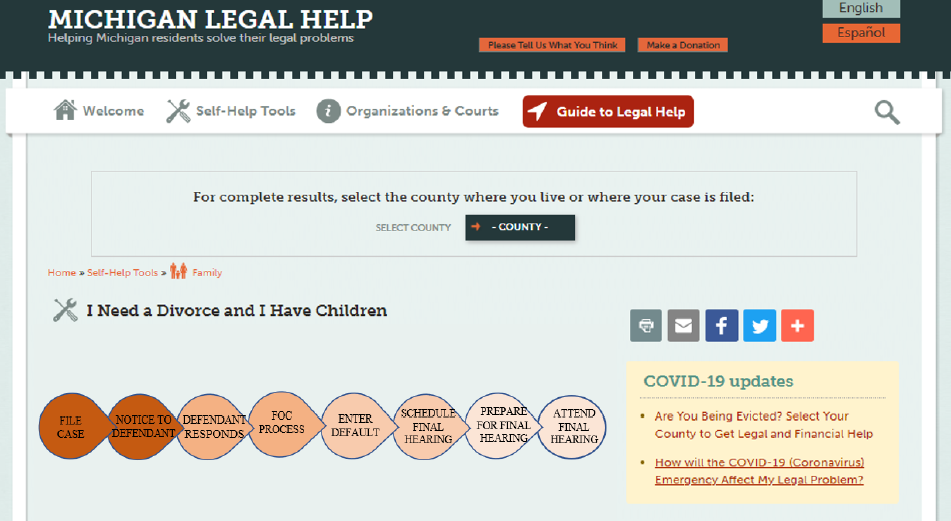 MICHIGAN LEGAL HELP
Helping Michigan residents solve their legal problems
Please Tell Us What You Think
Make a Donation
English
Español
Welcome
Self-Help Tools
Organizations & Courts
Guide to Legal Help
For complete results, select the county where you live or where your case is filed:
SELECT COUNTY
- COUNTY -
Home » Self-Help Tools » Family
I Need a Divorce and I Have Children
FILE
CASE
NOTICE TO
DEFENDANT
DEFENDANT
RESPONDS
FOC
PROCESS
ENTER
DEFAULT
SCHEDULE
FINAL
HEARING
PREPARE
FOR FINAL
HEARING
ATTEND
FINAL
HEARING
COVID-19 updates
Are You Being Evicted? Select Your
County to Get Legal and Financial Help
How will the COVID-19 (Coronavirus)
Emergency Affect My Legal Problem?